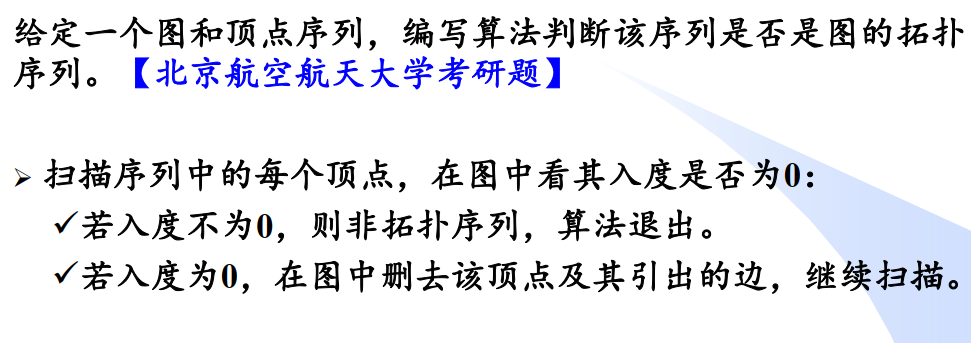 给定一个图和顶点序列，编写算法判断该序列是否是图的拓扑
序列。【北京航空航天大学考研题】
➢ 扫描序列中的每个顶点，在图中看其入度是否为0：
✓若入度不为0，则非拓扑序列，算法退出。
✓若入度为0，在图中删去该顶点及其引出的边，继续扫描。